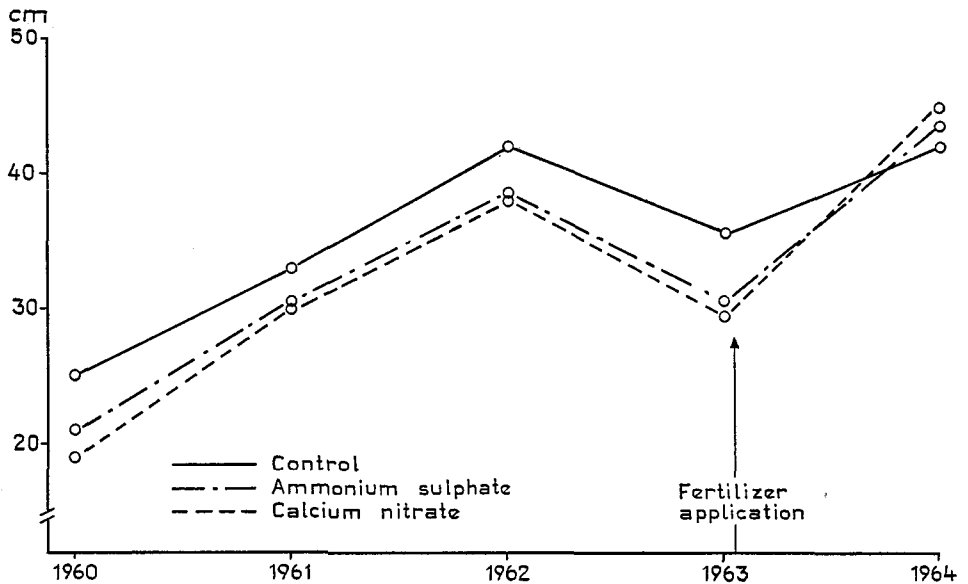 cm
50
40
30
20
Control
Ammonium sulphate
Calcium nitrate
Fertilizer
application
1960
1961
1962
1963
1964